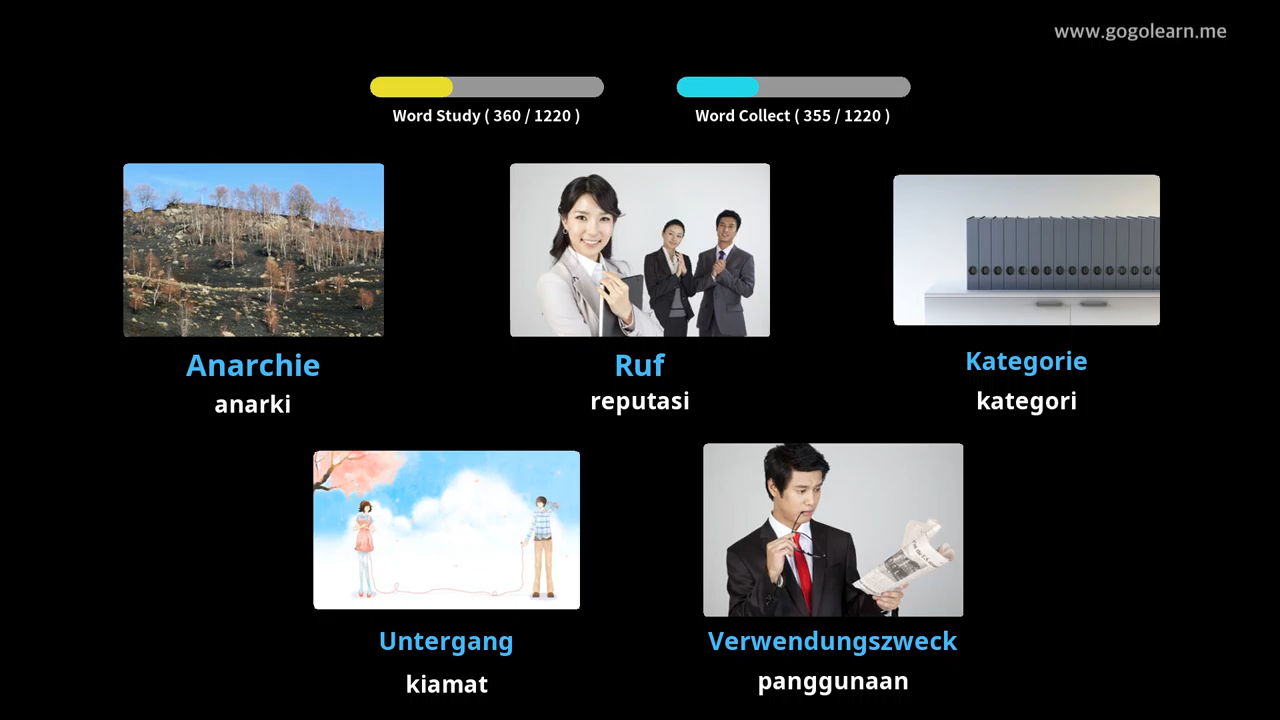 www.gogolearn.me
Word Study ( 360 / 1220 )
Word Collect ( 355 / 1220 )
Anarchie
anarki
Ruf
reputasi
Kategorie
kategori
Untergang
kiamat
Verwendungszweck
panggunaan